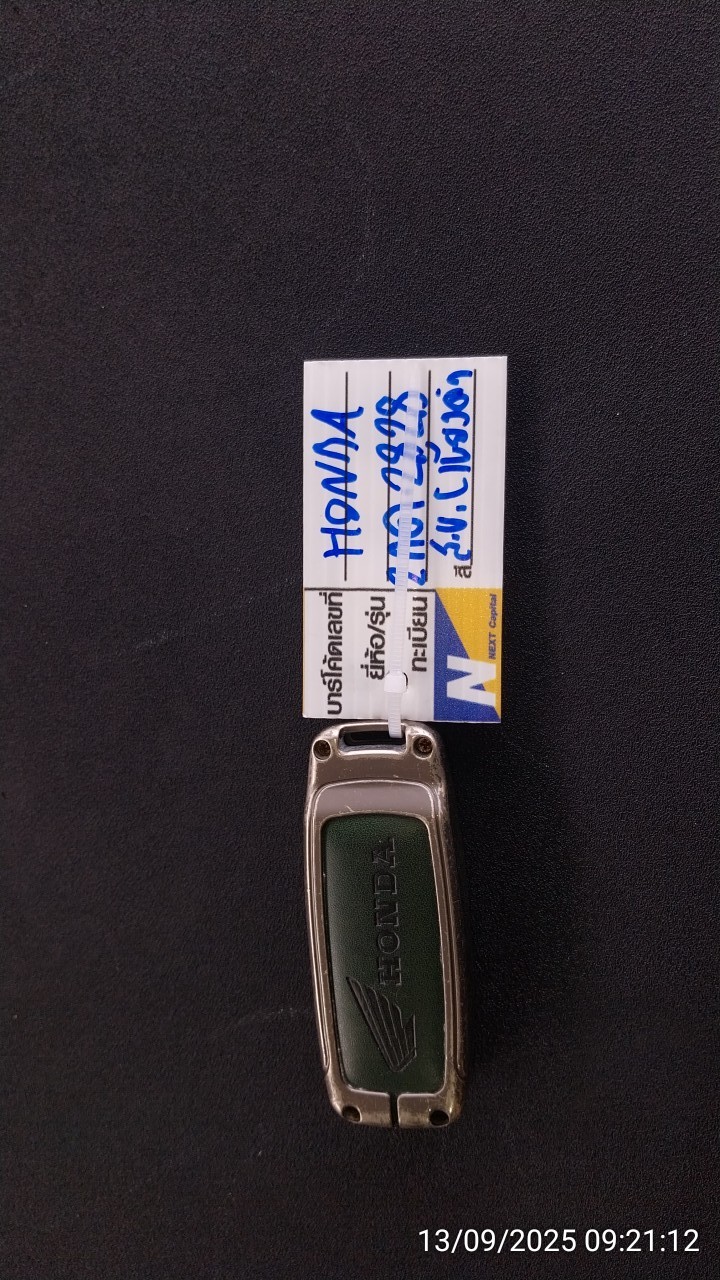 บาร์โค้ดเลขที่
ยี่ห้อ/รุ่น HONDA
ทะเบียน
สี
N
NEXT Capital
HONDA
13/09/2025 09:21:12